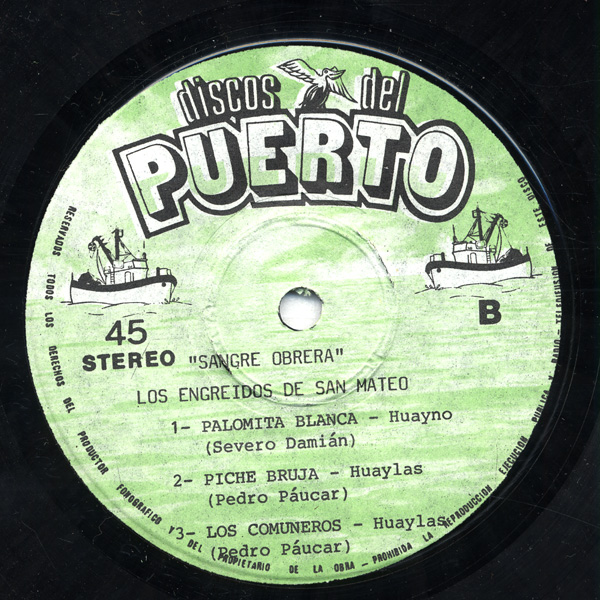 discos del
PUERTO
45
STEREO
B
"SANGRE OBRERA"
LOS ENGREIDOS DE SAN MATEO
1- PALOMITA BLANCA - Huayno
(Severo Damián)
2- PICHE BRUJA - Huaylas
(Pedro Páucar)
3- LOS COMUNEROS - Huaylas
(Pedro Páucar)
RESERVADOS TODOS LOS DERECHOS DEL PRODUCTOR FONOGRAFICO Y DEL PROPIETARIO DE LA OBRA - PROHIBIDA LA REPRODUCCION EJECUCION PUBLICA Y RADIO - TELEDIFUSION DE ESTE DISCO